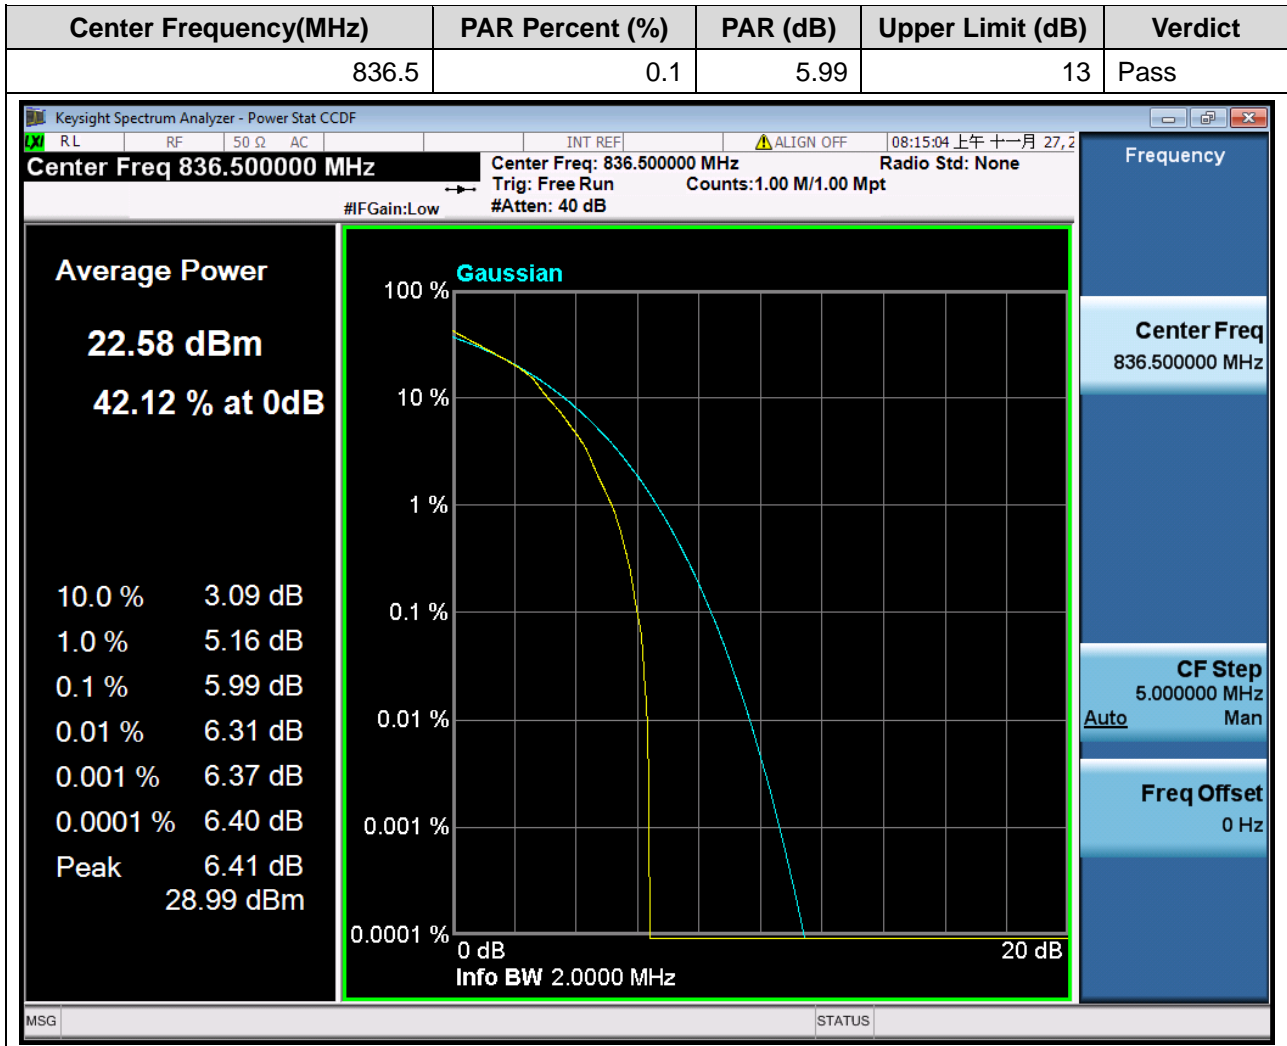 Center Frequency(MHz) PAR Percent (%) PAR (dB) Upper Limit (dB) Verdict
836.5 0.1 5.99 13 Pass
Keysight Spectrum Analyzer - Power Stat CCDF
LXI RL RF 50 Ω AC INT REF ALIGN OFF 08:15:04 上午 十一月 27, 2
Center Freq 836.500000 MHz
Center Freq: 836.500000 MHz Radio Std: None
Trig: Free Run Counts:1.00 M/1.00 Mpt
#IFGain:Low #Atten: 40 dB
Frequency
Average Power
22.58 dBm
42.12 % at 0dB
10.0 % 3.09 dB
1.0 % 5.16 dB
0.1 % 5.99 dB
0.01 % 6.31 dB
0.001 % 6.37 dB
0.0001 % 6.40 dB
Peak 6.41 dB
28.99 dBm
Gaussian
100 %
10 %
1 %
0.1 %
0.01 %
0.001 %
0.0001 %
0 dB 20 dB
Info BW 2.0000 MHz
Center Freq
836.500000 MHz
CF Step
5.000000 MHz
Auto Man
Freq Offset
0 Hz
MSG STATUS